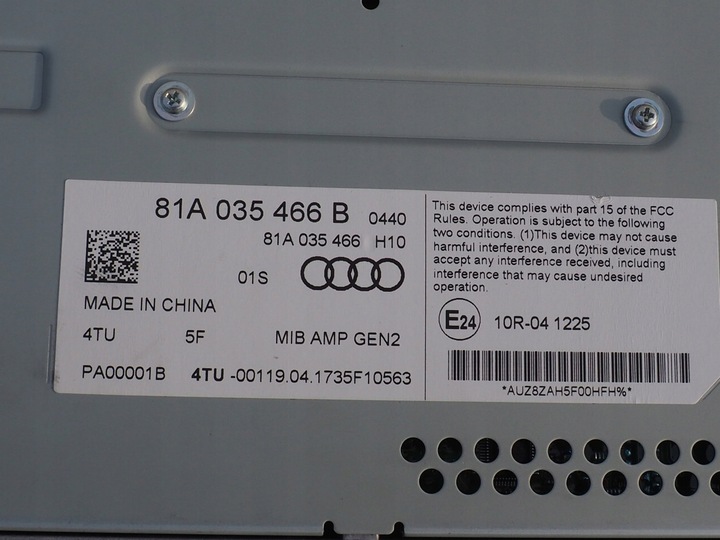 81A 035 466 B 0440
81A 035 466 H10
01S
MADE IN CHINA
4TU 5F MIB AMP GEN2
PA00001B 4TU -00119.04.1735F10563
This device complies with part 15 of the FCC
Rules. Operation is subject to the following
two conditions. (1)This device may not cause
harmful interference, and (2)this device must
accept any interference received, including
interference that may cause undesired
operation.
E24 10R-04 1225
*AUZ8ZAH5F00HFH%*